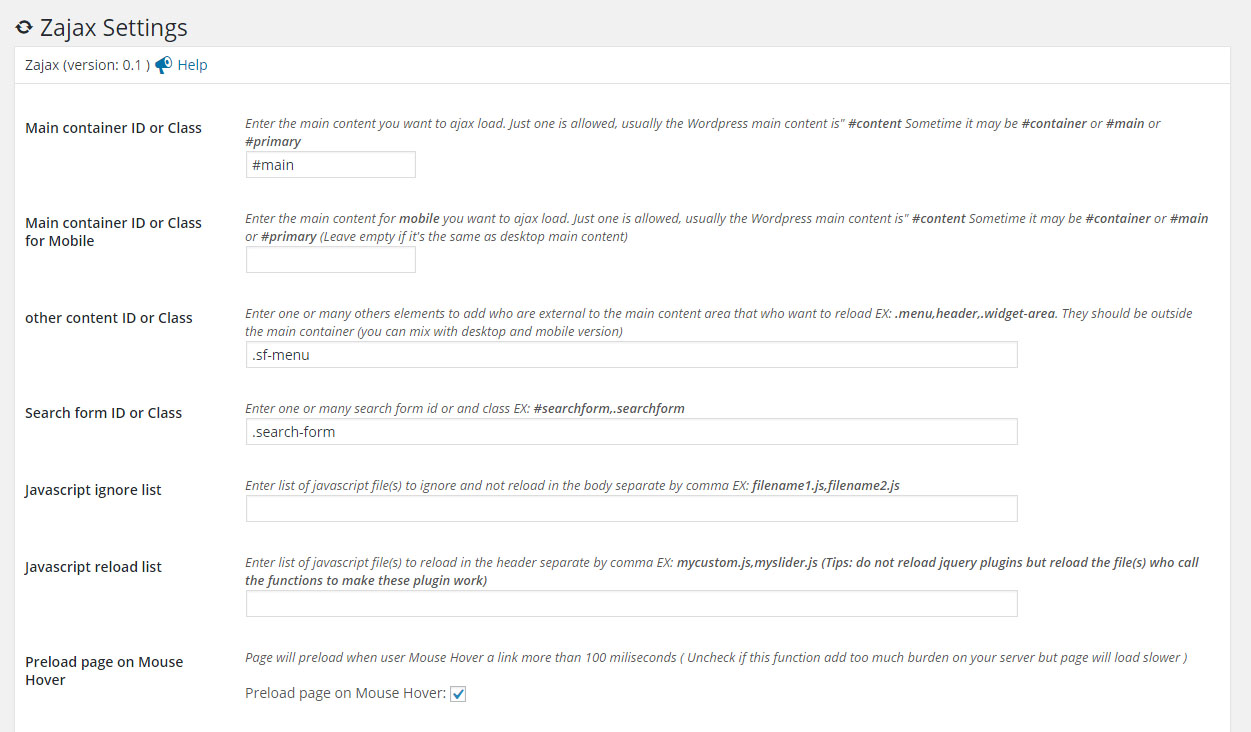 Zajax Settings
Zajax (version: 0.1 ) Help
Main container ID or Class
Enter the main content you want to ajax load. Just one is allowed, usually the Wordpress main content is" #content Sometime it may be #container or #main or
#primary
#main
Main container ID or Class
for Mobile
Enter the main content for mobile you want to ajax load. Just one is allowed, usually the Wordpress main content is" #content Sometime it may be #container or #main
or #primary (Leave empty if it's the same as desktop main content)
other content ID or Class
Enter one or many others elements to add who are external to the main content area that who want to reload EX: .menu,header,.widget-area. They should be outside
the main container (you can mix with desktop and mobile version)
.sf-menu
Search form ID or Class
Enter one or many search form id or and class EX: #searchform,.searchform
.search-form
Javascript ignore list
Enter list of javascript file(s) to ignore and not reload in the body separate by comma EX: filename1.js,filename2.js
Javascript reload list
Enter list of javascript file(s) to reload in the header separate by comma EX: mycustom.js,myslider.js (Tips: do not reload jquery plugins but reload the file(s) who call
the functions to make these plugin work)
Preload page on Mouse
Hover
Page will preload when user Mouse Hover a link more than 100 miliseconds ( Uncheck if this function add too much burden on your server but page will load slower )
Preload page on Mouse Hover: